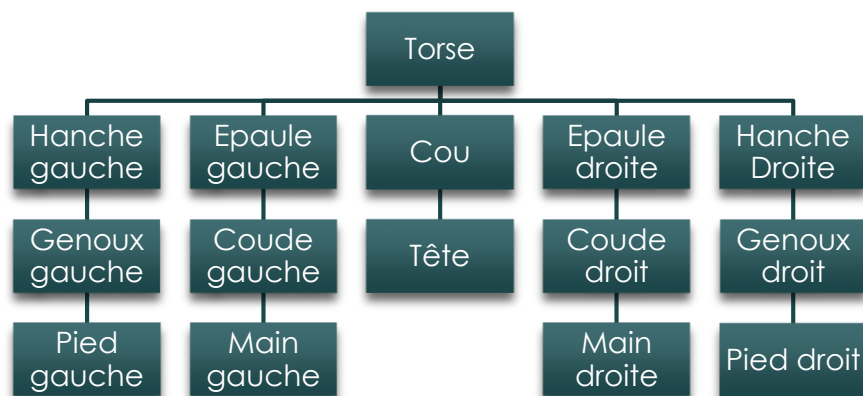 Torse
Hanche
gauche
Epaule
gauche
Cou
Epaule
droite
Hanche
Droite
Genoux
gauche
Coude
gauche
Tête
Coude
droit
Genoux
droit
Pied
gauche
Main
gauche
Main
droite
Pied droit